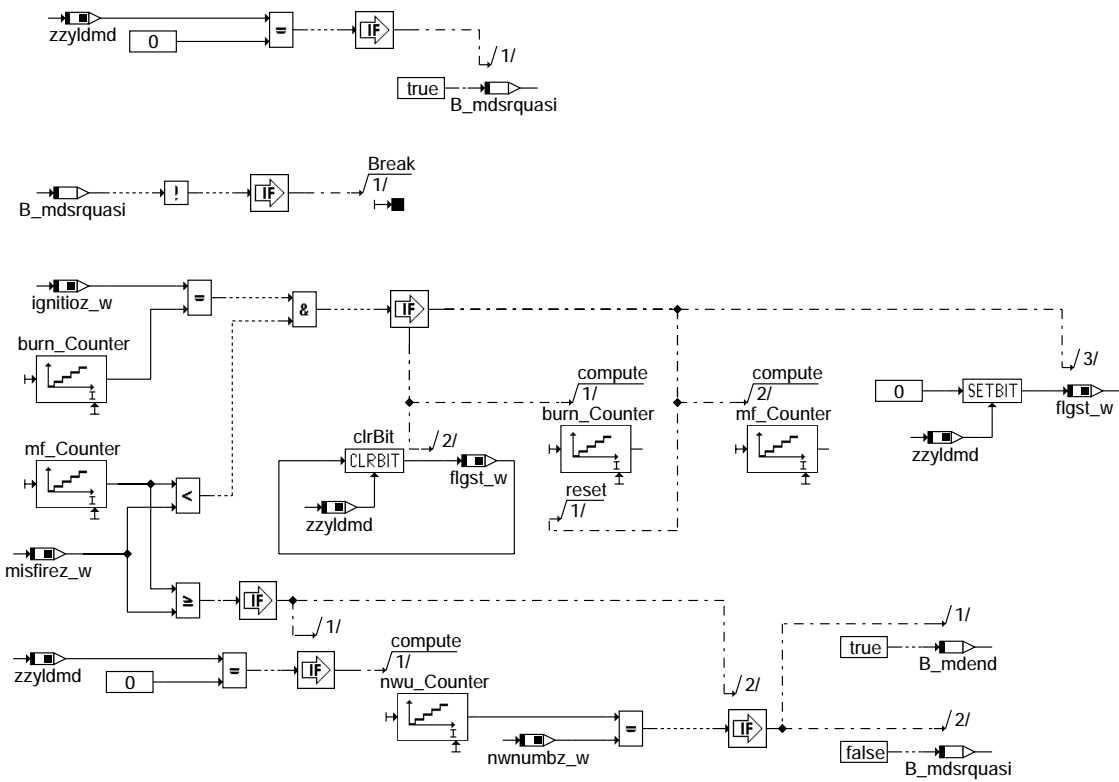 zzyldmd
0
=
IF
1/
true
B_mdsrquasi
Break
1/
B_mdsrquasi
!
IF
ignitioz_w
=
&
IF
burn_Counter
I
3/
compute
1/
burn_Counter
I
compute
2/
mf_Counter
I
0
SETBIT
flgst_w
zzyldmd
2/
clrBit
CLRBIT
flgst_w
zzyldmd
mf_Counter
I
<
reset
1/
misfirez_w
≥
IF
1/
1/
true
B_mdend
zzyldmd
0
=
IF
compute
1/
nwu_Counter
I
2/
nwnumbz_w
=
IF
2/
false
B_mdsrquasi